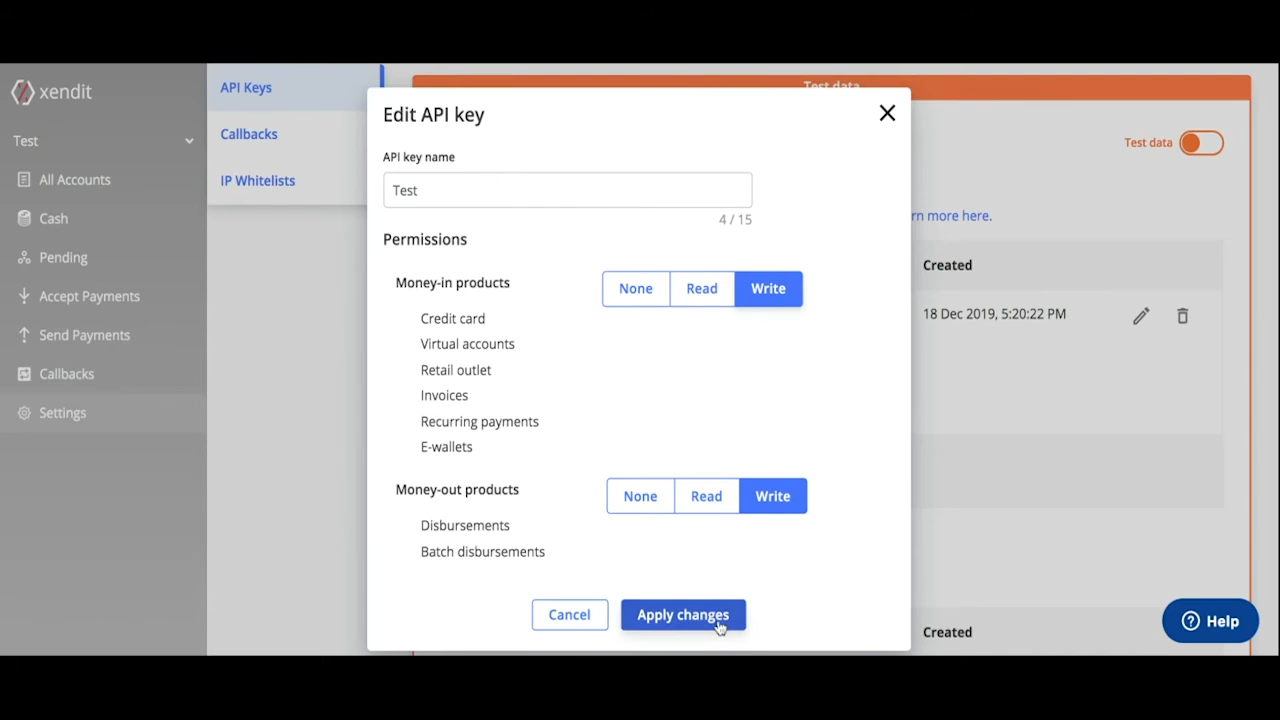 xendit
Test
All Accounts
Cash
Pending
Accept Payments
Send Payments
Callbacks
Settings
API Keys
Callbacks
IP Whitelists
Test data
Test data
rn more here.
Created
18 Dec 2019, 5:20:22 PM
Created
Edit API key
API key name
Test
4 / 15
Permissions
Money-in products
None Read Write
Credit card
Virtual accounts
Retail outlet
Invoices
Recurring payments
E-wallets
Money-out products
None Read Write
Disbursements
Batch disbursements
Cancel Apply changes
Help